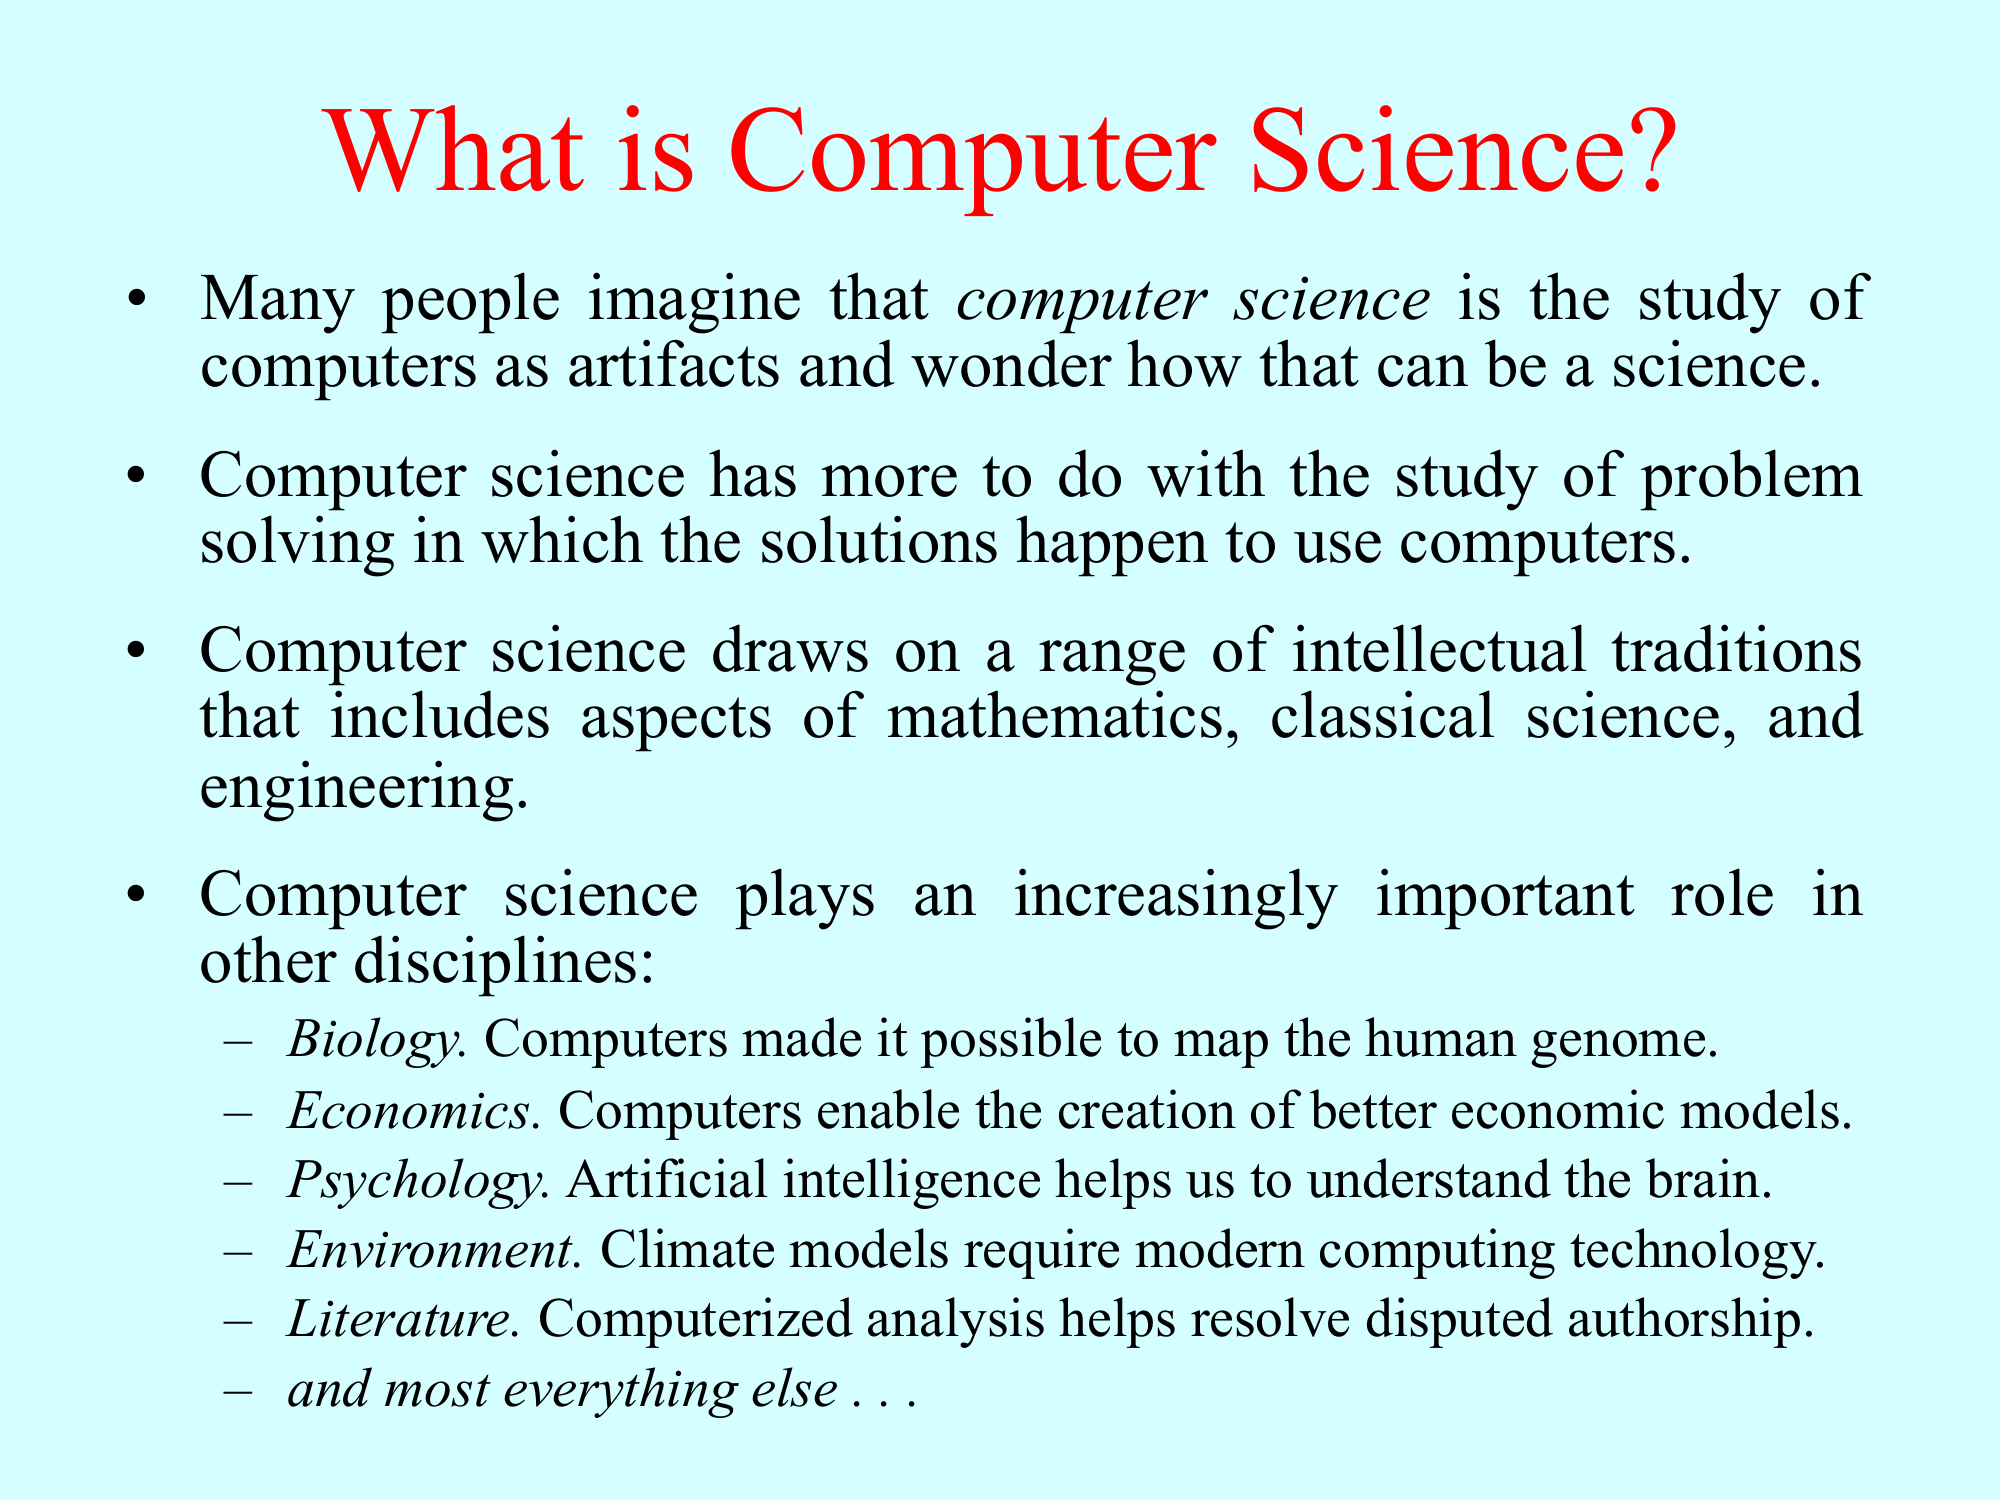 What is Computer Science?
• Many people imagine that computer science is the study of
computers as artifacts and wonder how that can be a science.
• Computer science has more to do with the study of problem
solving in which the solutions happen to use computers.
• Computer science draws on a range of intellectual traditions
that includes aspects of mathematics, classical science, and
engineering.
• Computer science plays an increasingly important role in
other disciplines:
– Biology. Computers made it possible to map the human genome.
– Economics. Computers enable the creation of better economic models.
– Psychology. Artificial intelligence helps us to understand the brain.
– Environment. Climate models require modern computing technology.
– Literature. Computerized analysis helps resolve disputed authorship.
– and most everything else . . .